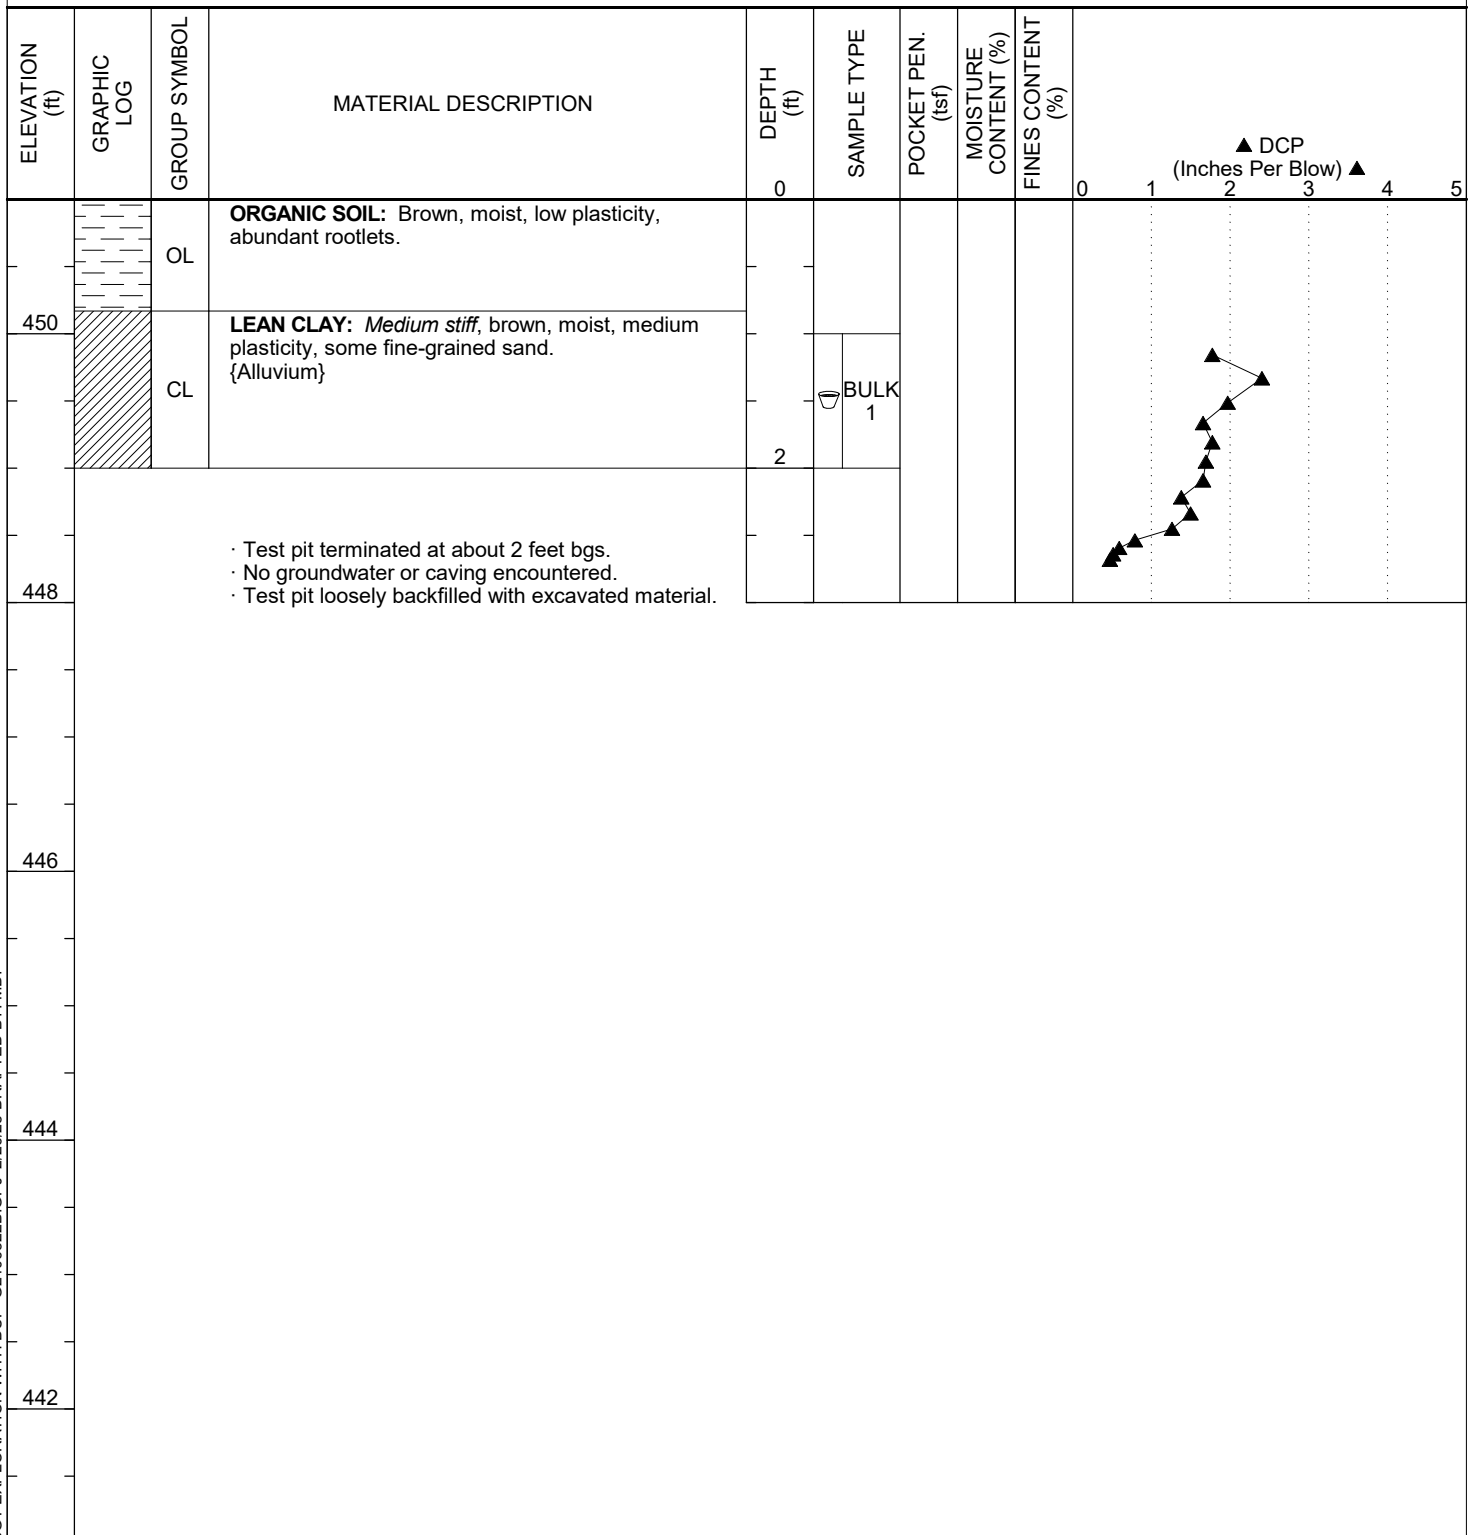 ELEVATION
(ft)
GRAPHIC
LOG
GROUP SYMBOL
MATERIAL DESCRIPTION
DEPTH
(ft)
0
SAMPLE TYPE
POCKET PEN.
(tsf)
MOISTURE
CONTENT (%)
FINES CONTENT
(%)
▲ DCP
(Inches Per Blow) ▲
0 1 2 3 4 5
OL
ORGANIC SOIL: Brown, moist, low plasticity,
abundant rootlets.
450
CL
LEAN CLAY: Medium stiff, brown, moist, medium
plasticity, some fine-grained sand.
{Alluvium}
BULK
1
2
· Test pit terminated at about 2 feet bgs.
· No groundwater or caving encountered.
· Test pit loosely backfilled with excavated material.
448
446
444
442